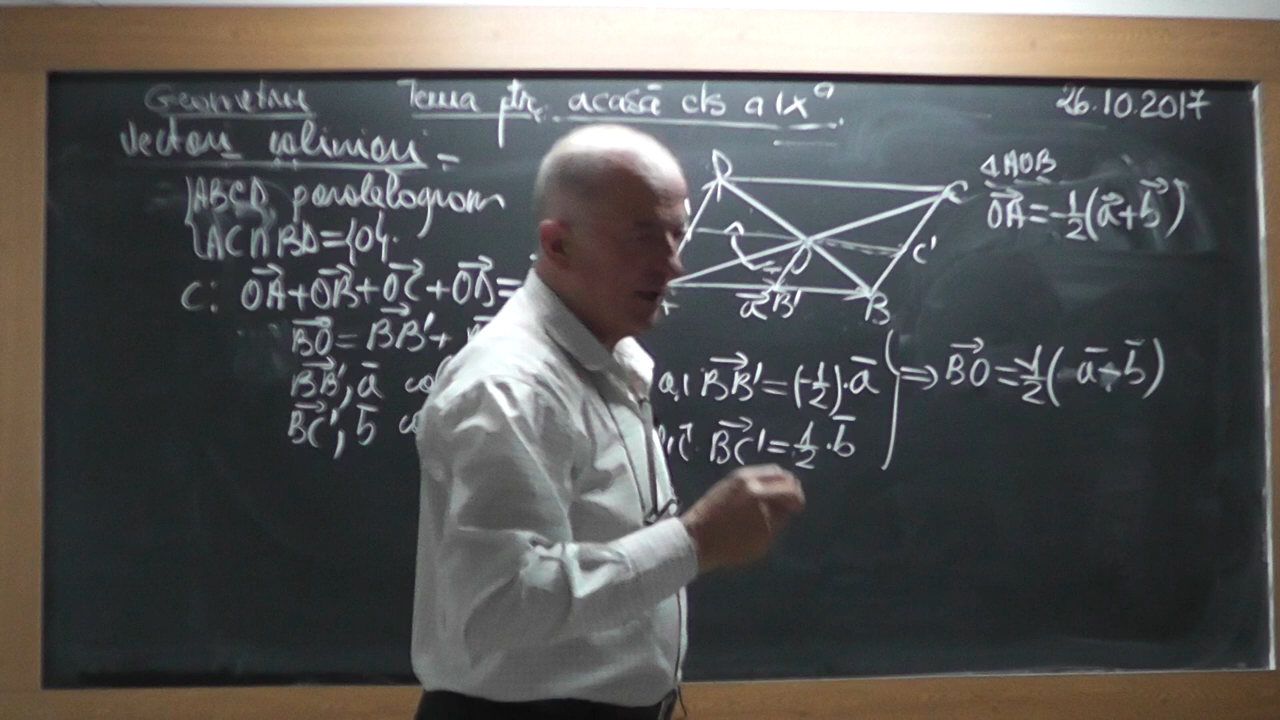 Geometrie Tema ptr. acasă cls a IXᵃ. 26.10.2017
Vectori coliniari:
{ABCD paralelogram
{AC∩BD={O}.
C: OA⃗+OB⃗+OC⃗+OD⃗=
BO⃗=BB'⃗+
BB'⃗, a̅
BC'⃗, b̅
D C
O C'
a⃗ B' B
a, BB'⃗=(-1/2)·a̅
BC'⃗=1/2·b̅
⇒BO⃗=1/2(-a̅+b̅)
ΔAOB
OA⃗=-1/2(a⃗+b⃗)